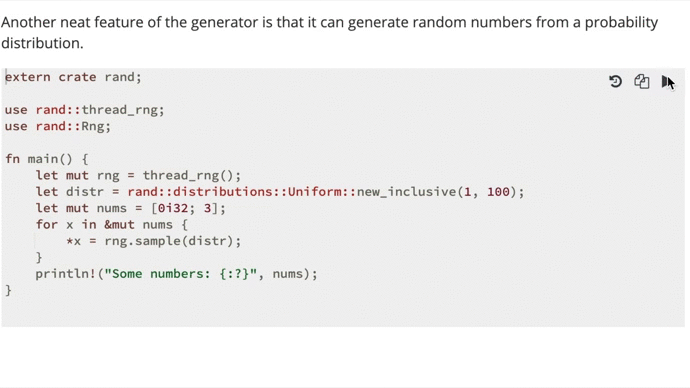 Another neat feature of the generator is that it can generate random numbers from a probability
distribution.
extern crate rand;
use rand::thread_rng;
use rand::Rng;
fn main() {
    let mut rng = thread_rng();
    let distr = rand::distributions::Uniform::new_inclusive(1, 100);
    let mut nums = [0i32; 3];
    for x in &mut nums {
        *x = rng.sample(distr);
    }
    println!("Some numbers: {:?}", nums);
}